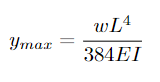 y_{max} = \frac{wL^4}{384EI}